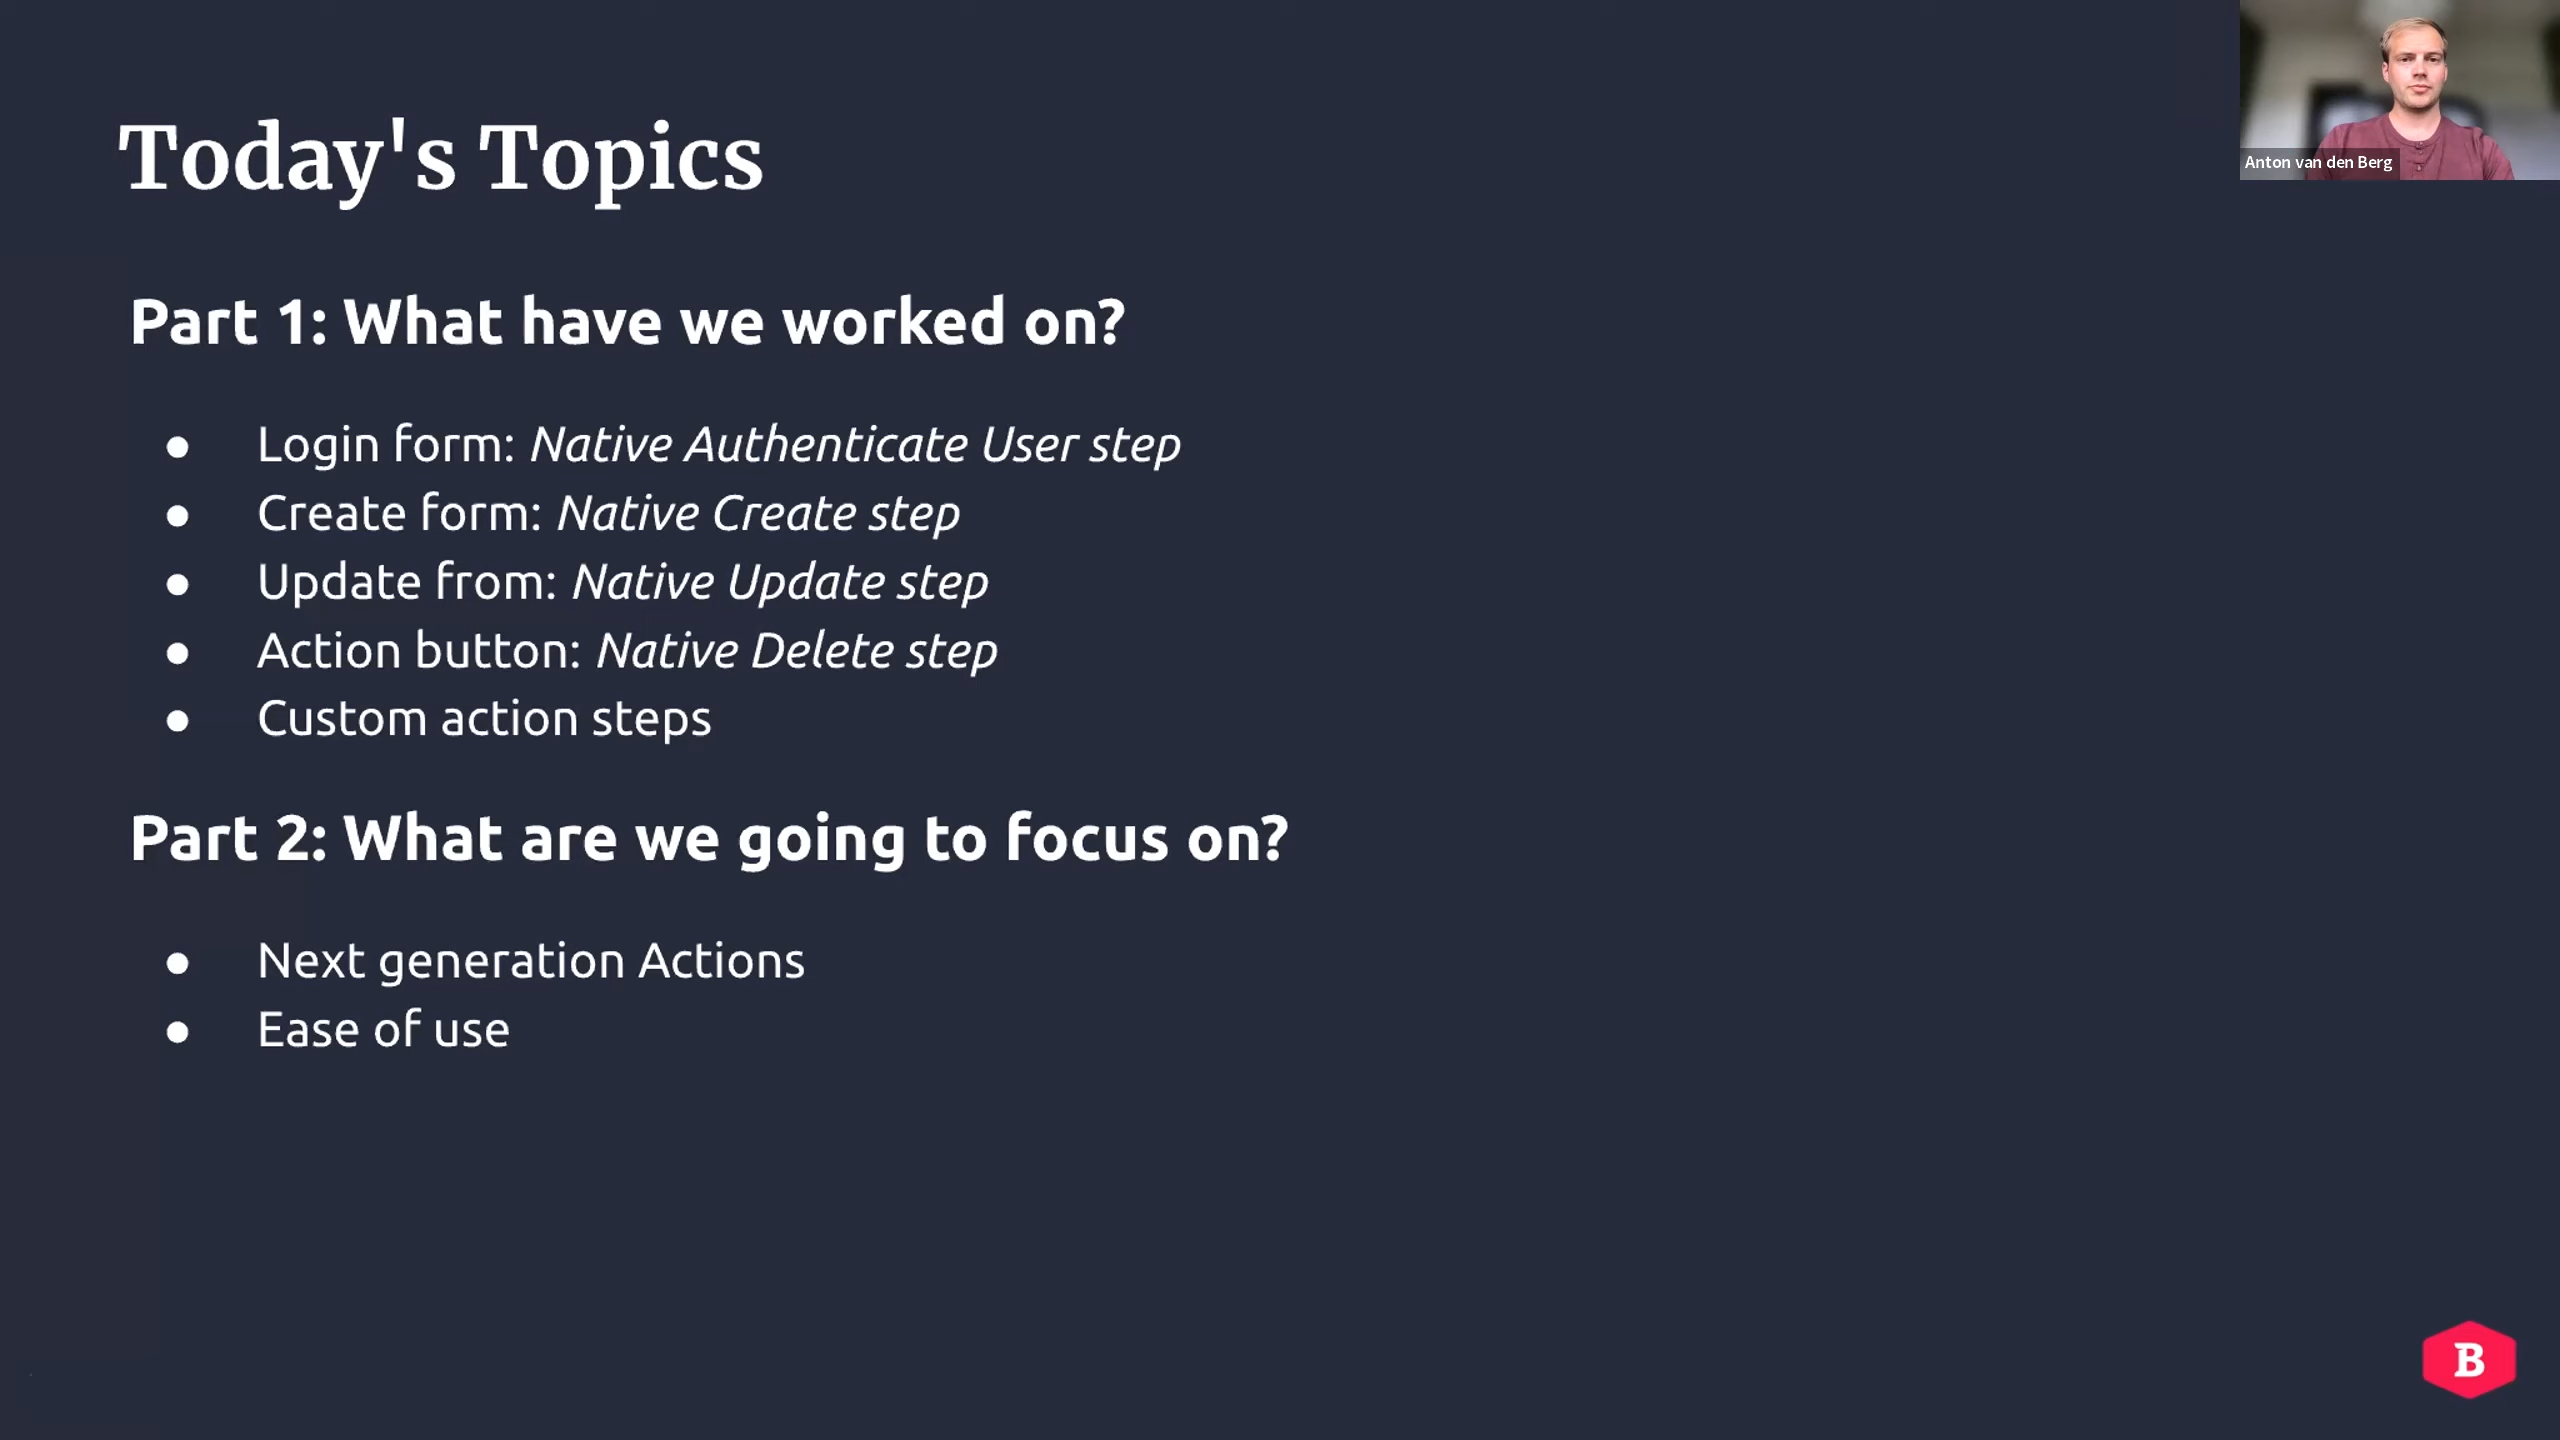 Today's Topics
Anton van den Berg
Part 1: What have we worked on?
● Login form: Native Authenticate User step
● Create form: Native Create step
● Update from: Native Update step
● Action button: Native Delete step
● Custom action steps
Part 2: What are we going to focus on?
● Next generation Actions
● Ease of use
B